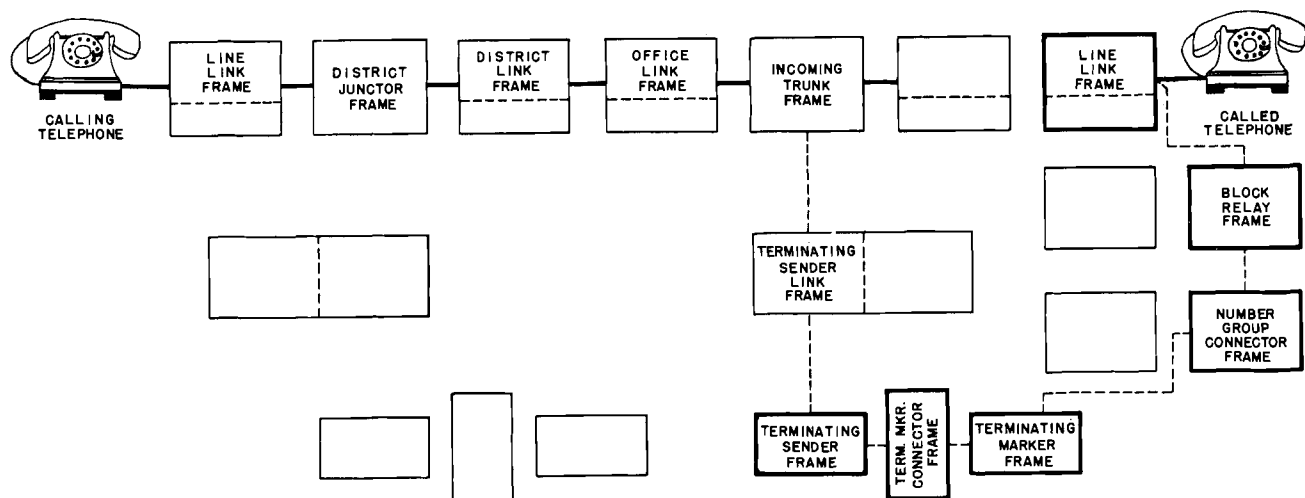 CALLING
TELEPHONE
LINE
LINK
FRAME
DISTRICT
JUNCTOR
FRAME
DISTRICT
LINK
FRAME
OFFICE
LINK
FRAME
INCOMING
TRUNK
FRAME
LINE
LINK
FRAME
CALLED
TELEPHONE
BLOCK
RELAY
FRAME
TERMINATING
SENDER
LINK
FRAME
NUMBER
GROUP
CONNECTOR
FRAME
TERMINATING
SENDER
FRAME
TERM. MKR.
CONNECTOR
FRAME
TERMINATING
MARKER
FRAME